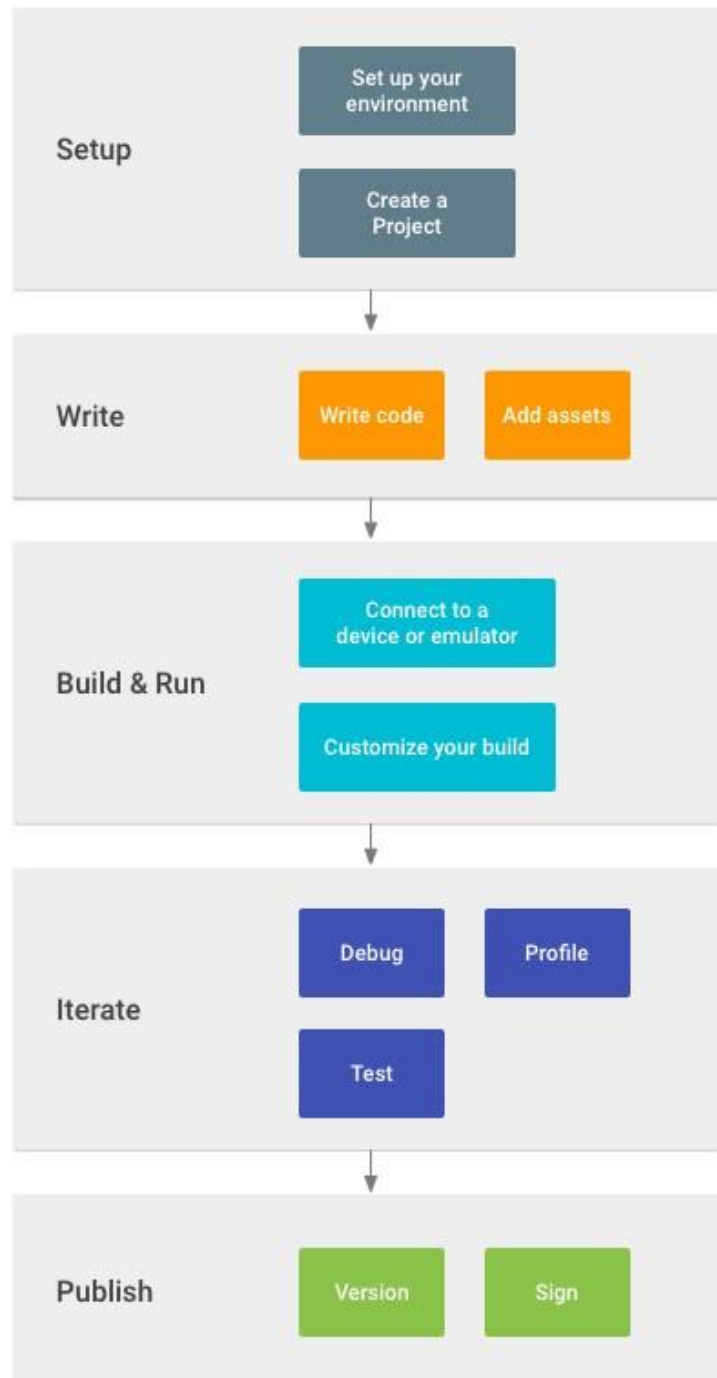 Setup
Set up your
environment
Create a
Project
Write
Write code
Add assets
Build & Run
Connect to a
device or emulator
Customize your build
Iterate
Debug
Profile
Test
Publish
Version
Sign